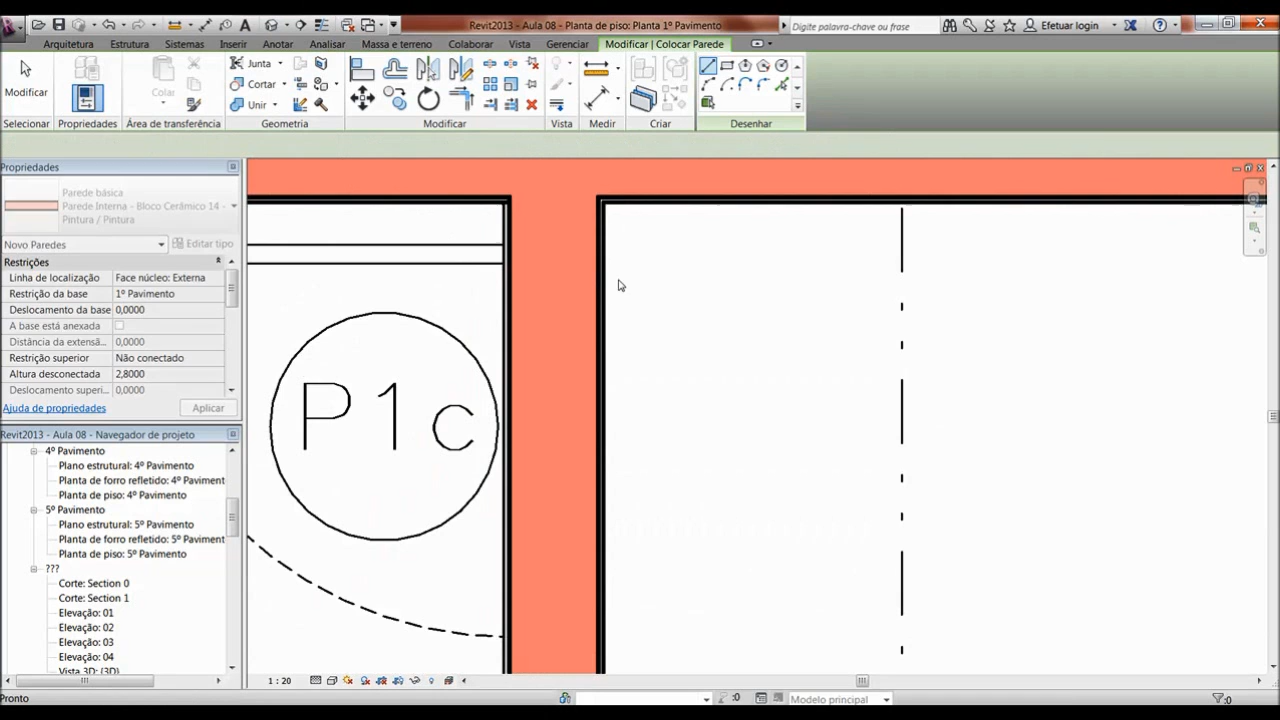 Revit2013 - Aula 08 - Planta de piso: Planta 1º Pavimento
Digite palavra-chave ou frase
Efetuar login
Arquitetura
Estrutura
Sistemas
Inserir
Anotar
Analisar
Massa e terreno
Colaborar
Vista
Gerenciar
Modificar | Colocar Parede
Modificar
Colar
Junta
Cortar
Unir
Selecionar
Propriedades
Área de transferência
Geometria
Modificar
Vista
Medir
Criar
Desenhar
Propriedades
Parede básica
Parede Interna - Bloco Cerâmico 14 -
Pintura / Pintura
Novo Paredes
Editar tipo
Restrições
Linha de localização Face núcleo: Externa
Restrição da base 1º Pavimento
Deslocamento da base 0,0000
A base está anexada
Distância da extensã... 0,0000
Restrição superior Não conectado
Altura desconectada 2,8000
Deslocamento superi... 0,0000
Ajuda de propriedades
Aplicar
Revit2013 - Aula 08 - Navegador de projeto
4º Pavimento
Plano estrutural: 4º Pavimento
Planta de forro refletido: 4º Paviment
Planta de piso: 4º Pavimento
5º Pavimento
Plano estrutural: 5º Pavimento
Planta de forro refletido: 5º Paviment
Planta de piso: 5º Pavimento
???
Corte: Section 0
Corte: Section 1
Elevação: 01
Elevação: 02
Elevação: 03
Elevação: 04
Vista 3D: {3D}
P1c
1 : 20
Pronto
:0
Modelo principal
:0